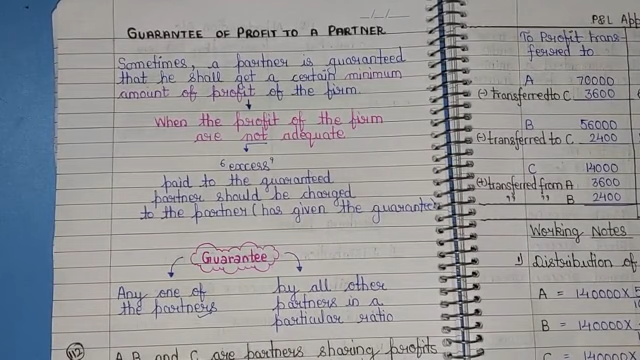 GUARANTEE OF PROFIT TO A PARTNER
Sometimes, a partner is guaranteed
that he shall get a certain minimum
amount of profit of the firm.
When the profit of the firm
are not adequate
"excess"
paid to the guaranteed
partner should be charged
to the partner (has given the guarantee
Guarantee
Any one of
the partners
by all other
partners in a
particular ratio
112
A, B and C are partners sharing profits
P&L App
To Profit trans-
ferred to
A 70000
(-) transferred to C 3600
B 56000
(-) transferred to C 2400
C 14000
(+) transferred from A 3600
" " B 2400
Working Notes
1) Distribution of
A = 140000 X 5
B = 140000 X
C = 140000 X